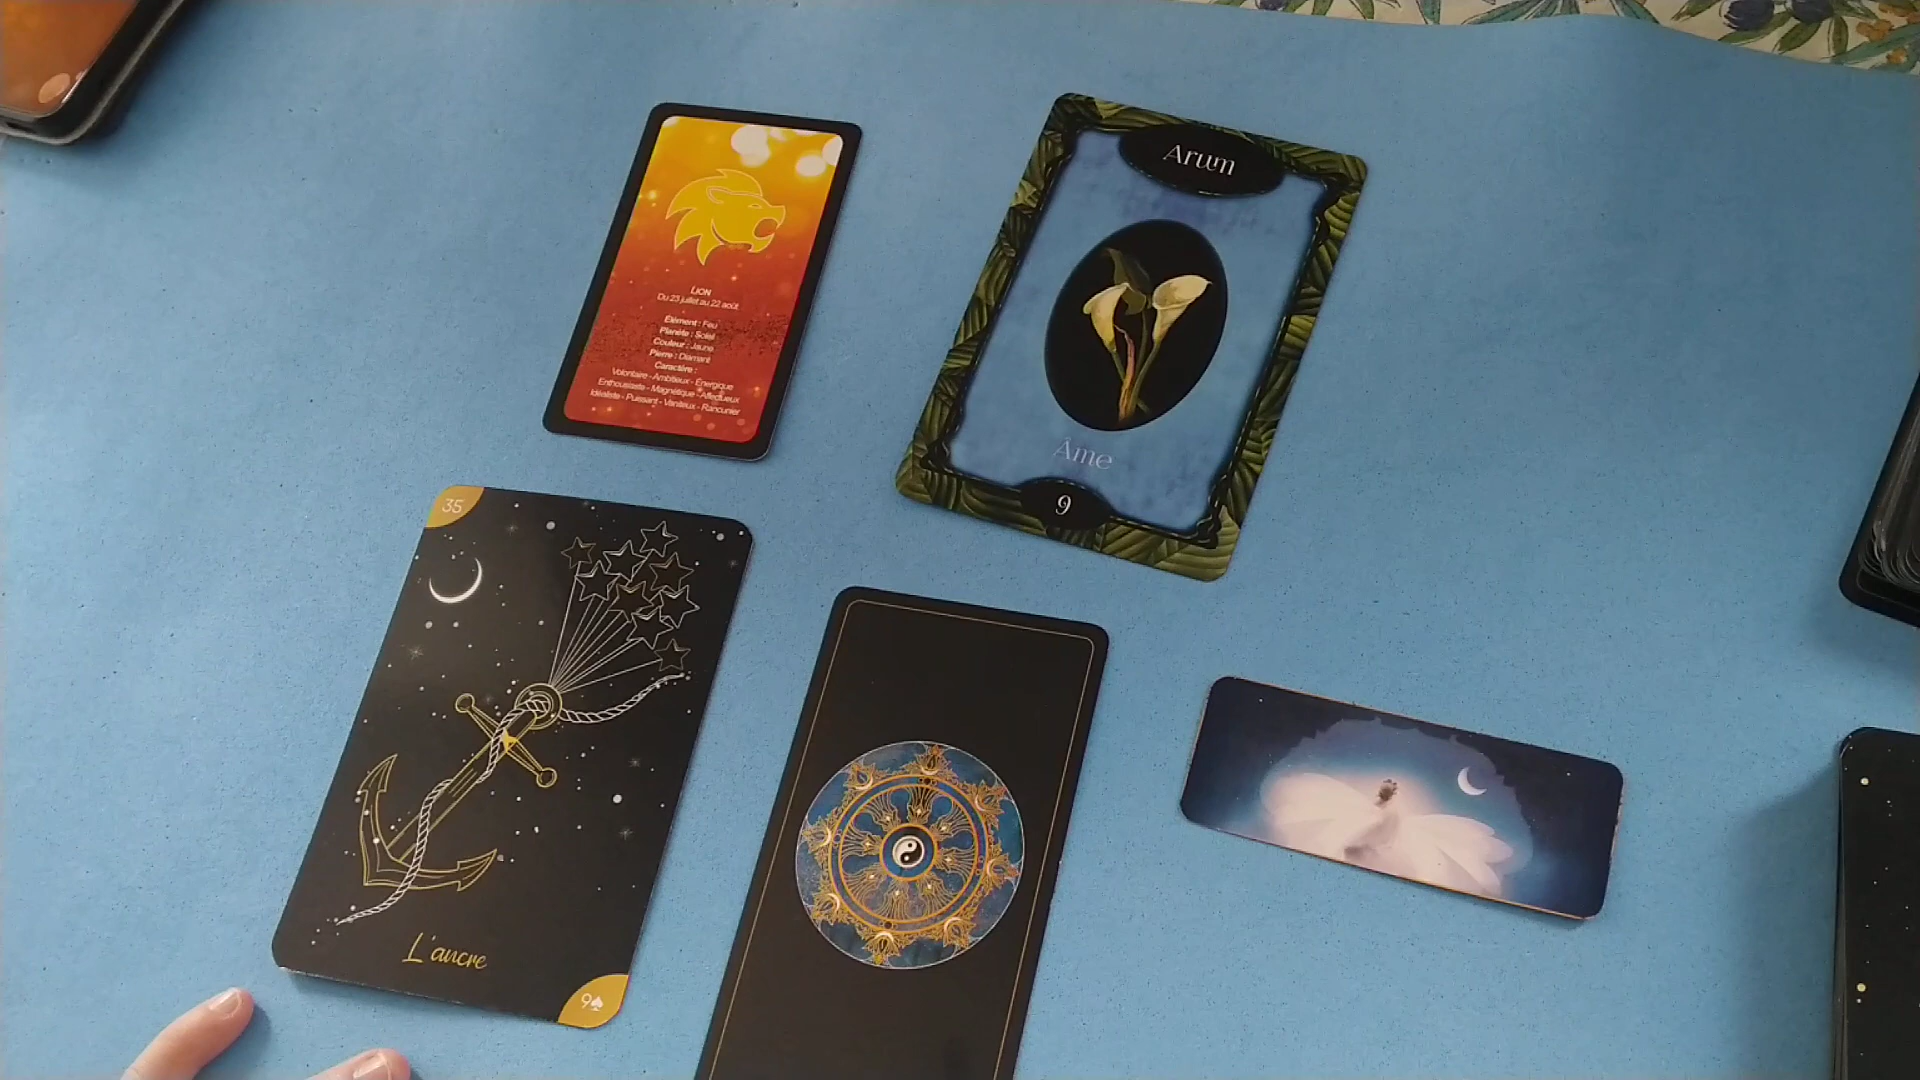 LION
Du 23 juillet au 22 août
Élément : Feu
Planète : Soleil
Couleur : Jaune
Pierre : Diamant
Caractère :
Volontaire - Ambitieux - Énergique
Enthousiaste - Magnétique - Affectueux
Idéaliste - Puissant - Vaniteux - Rancunier
Arum
Âme
9
35
L'ancre
9♠